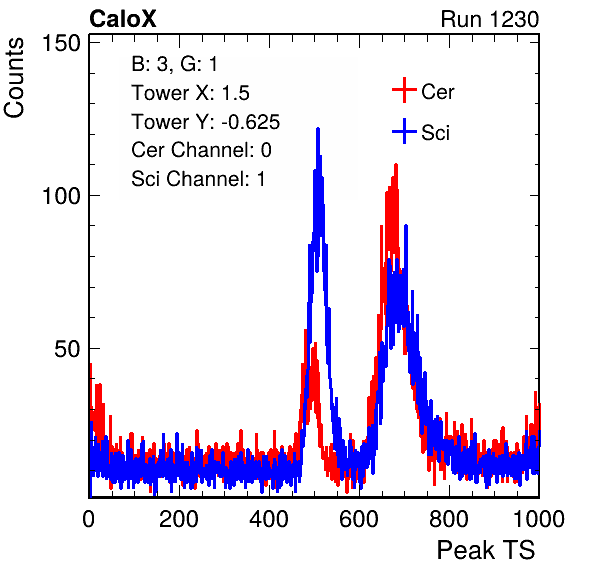 CaloX Run 1230
Counts
150
100
50
B: 3, G: 1
Tower X: 1.5
Tower Y: -0.625
Cer Channel: 0
Sci Channel: 1
Cer
Sci
0 200 400 600 800 1000
Peak TS